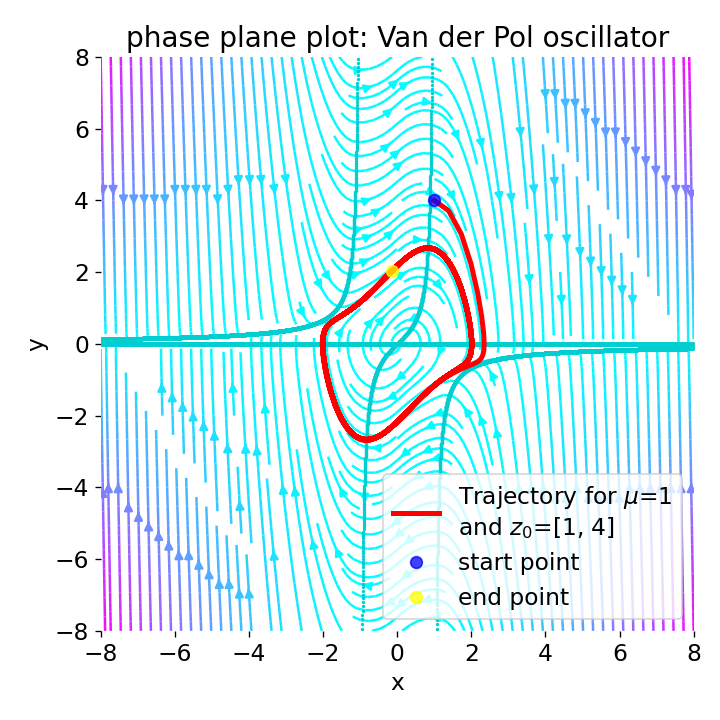 phase plane plot: Van der Pol oscillator
8
6
4
2
0
−2
−4
−6
−8
y
−8 −6 −4 −2 0 2 4 6 8
x
Trajectory for μ=1
and z₀=[1, 4]
start point
end point